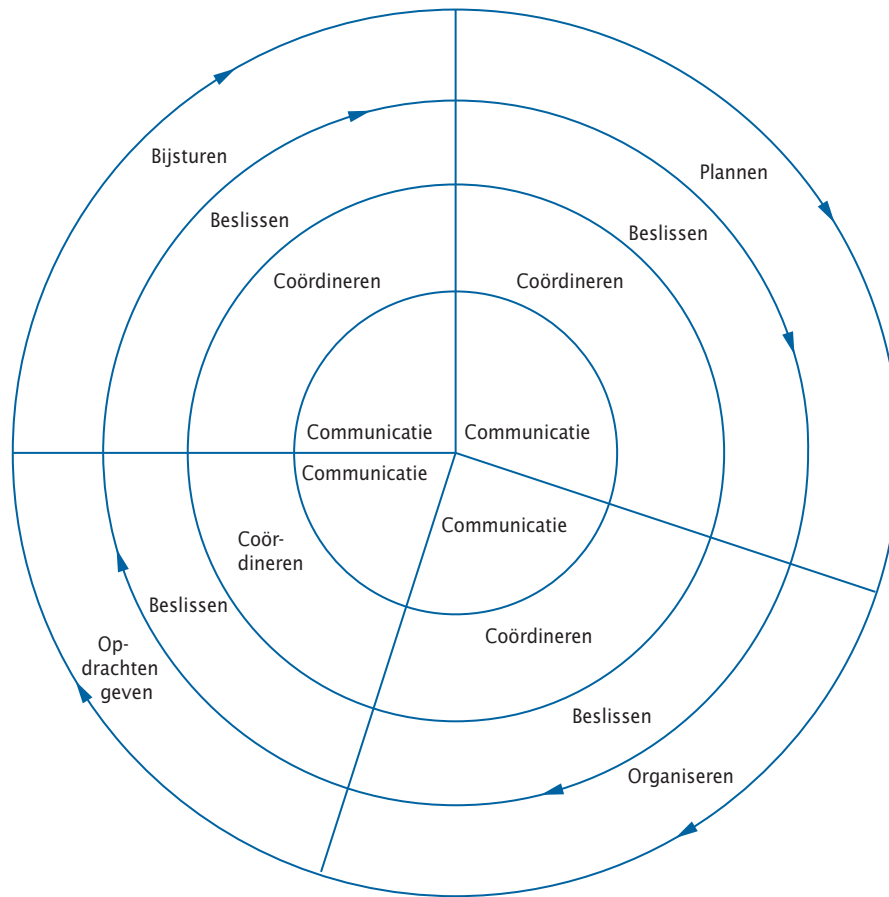 Bijsturen
Plannen
Beslissen
Beslissen
Coördineren
Coördineren
Communicatie
Communicatie
Communicatie
Communicatie
Coör-
dineren
Beslissen
Coördineren
Op-
drachten
geven
Beslissen
Organiseren